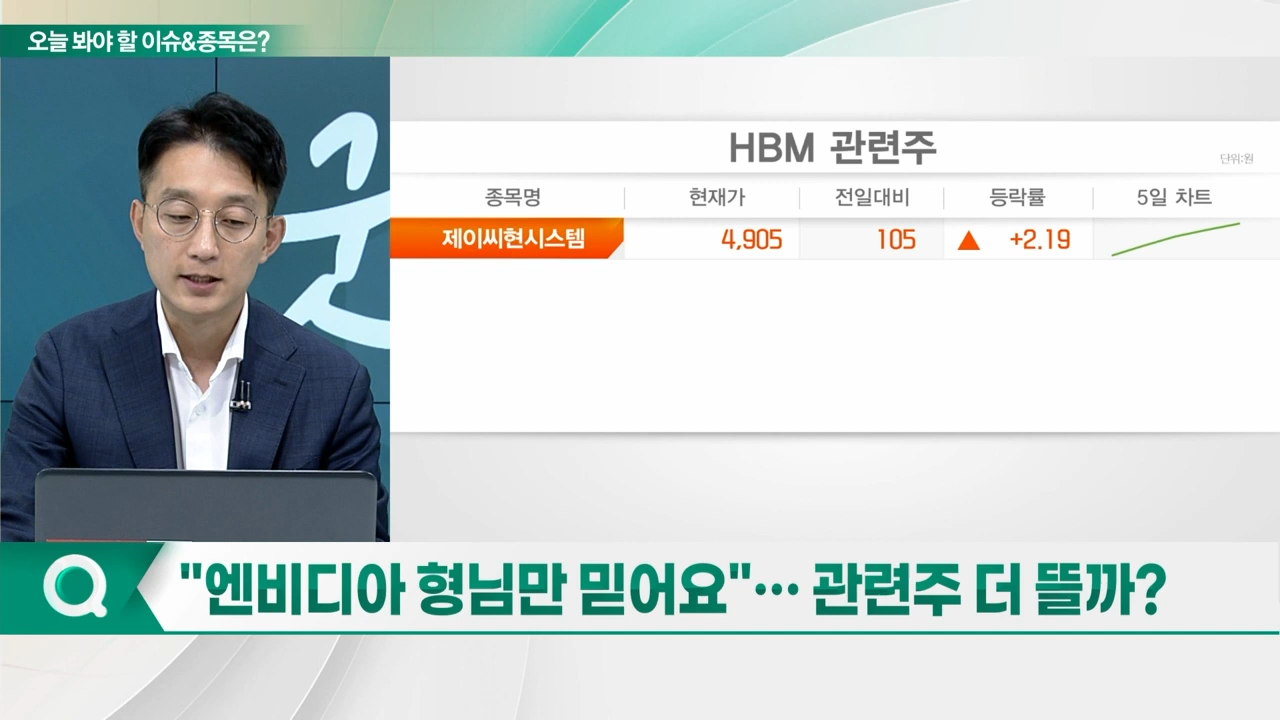 오늘 봐야 할 이슈&종목은?
HBM 관련주
단위:원
종목명 현재가 전일대비 등락률 5일 차트
제이씨현시스템 4,905 105 ▲ +2.19
"엔비디아 형님만 믿어요"… 관련주 더 뜰까?